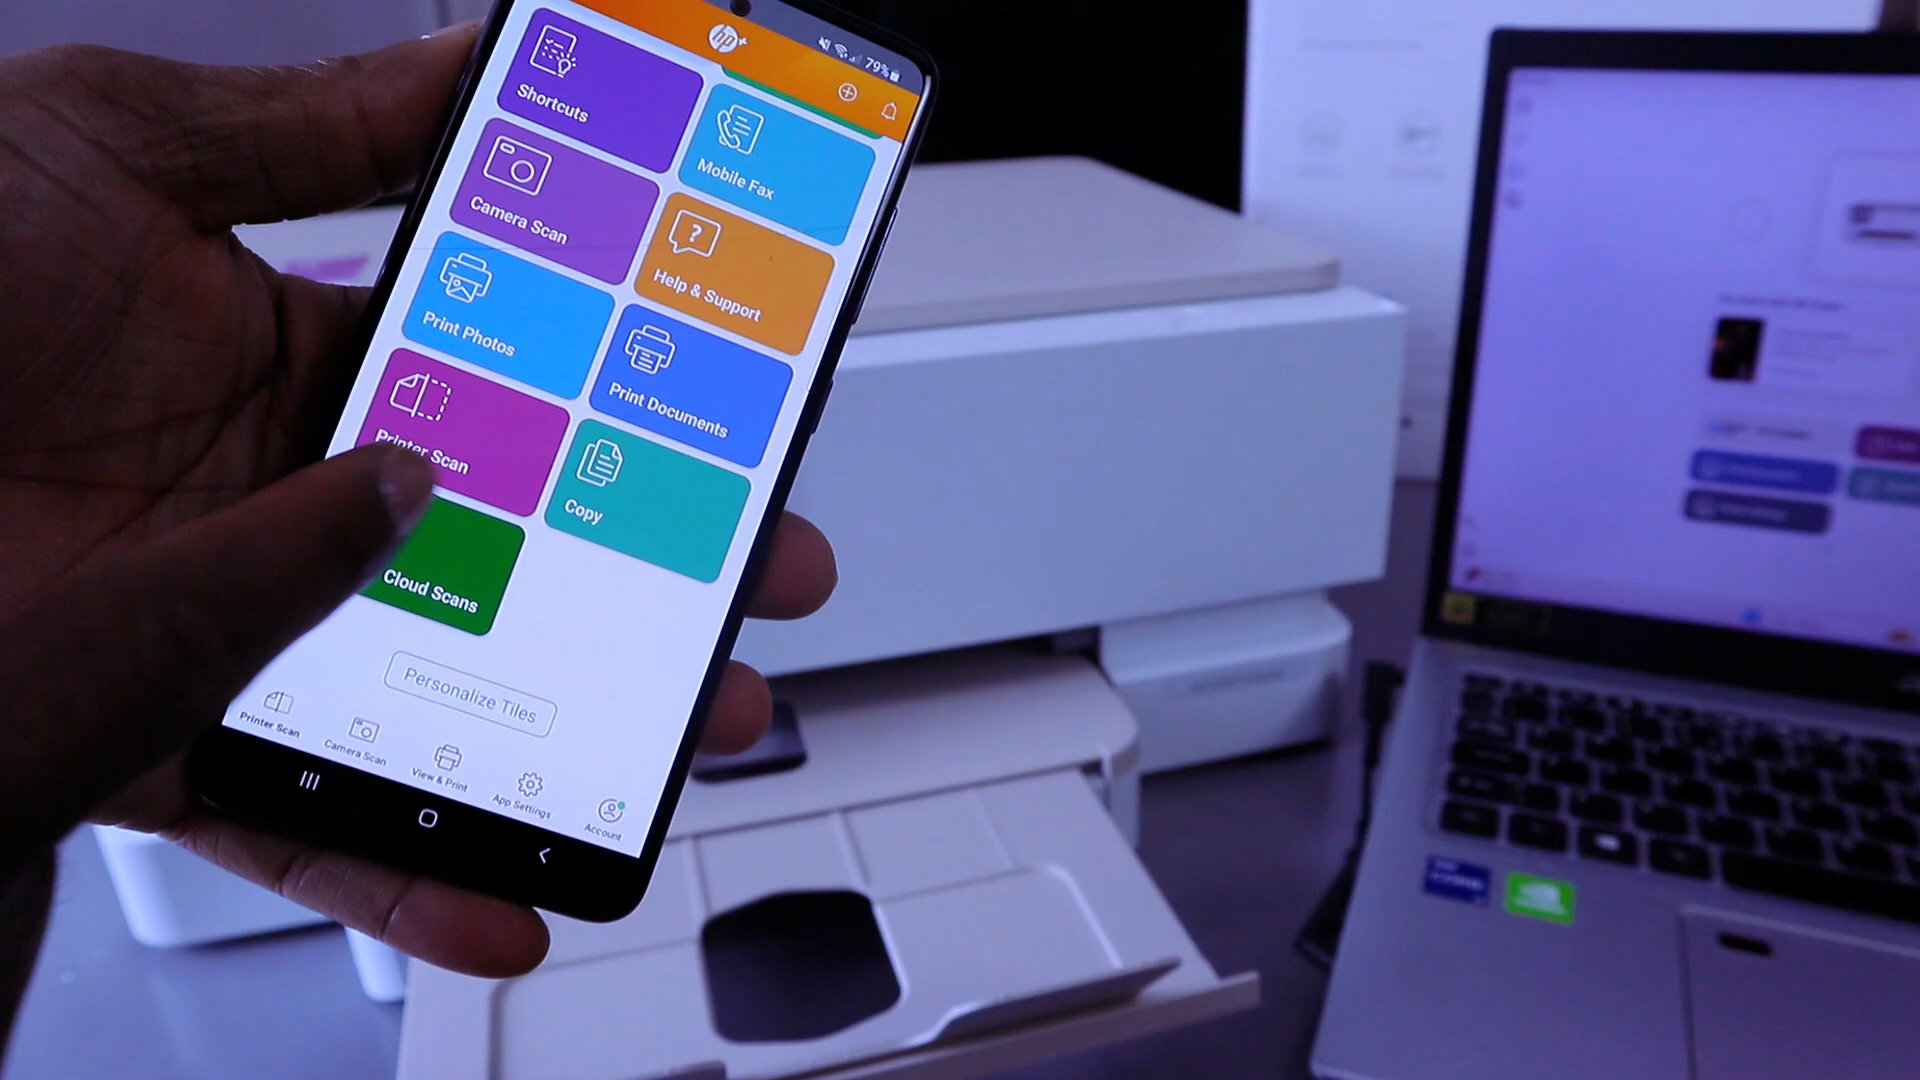 hp+
79%
Shortcuts
Mobile Fax
Camera Scan
Help & Support
Print Photos
Print Documents
Printer Scan
Copy
Cloud Scans
Personalize Tiles
Printer Scan
Camera Scan
View & Print
App Settings
Account